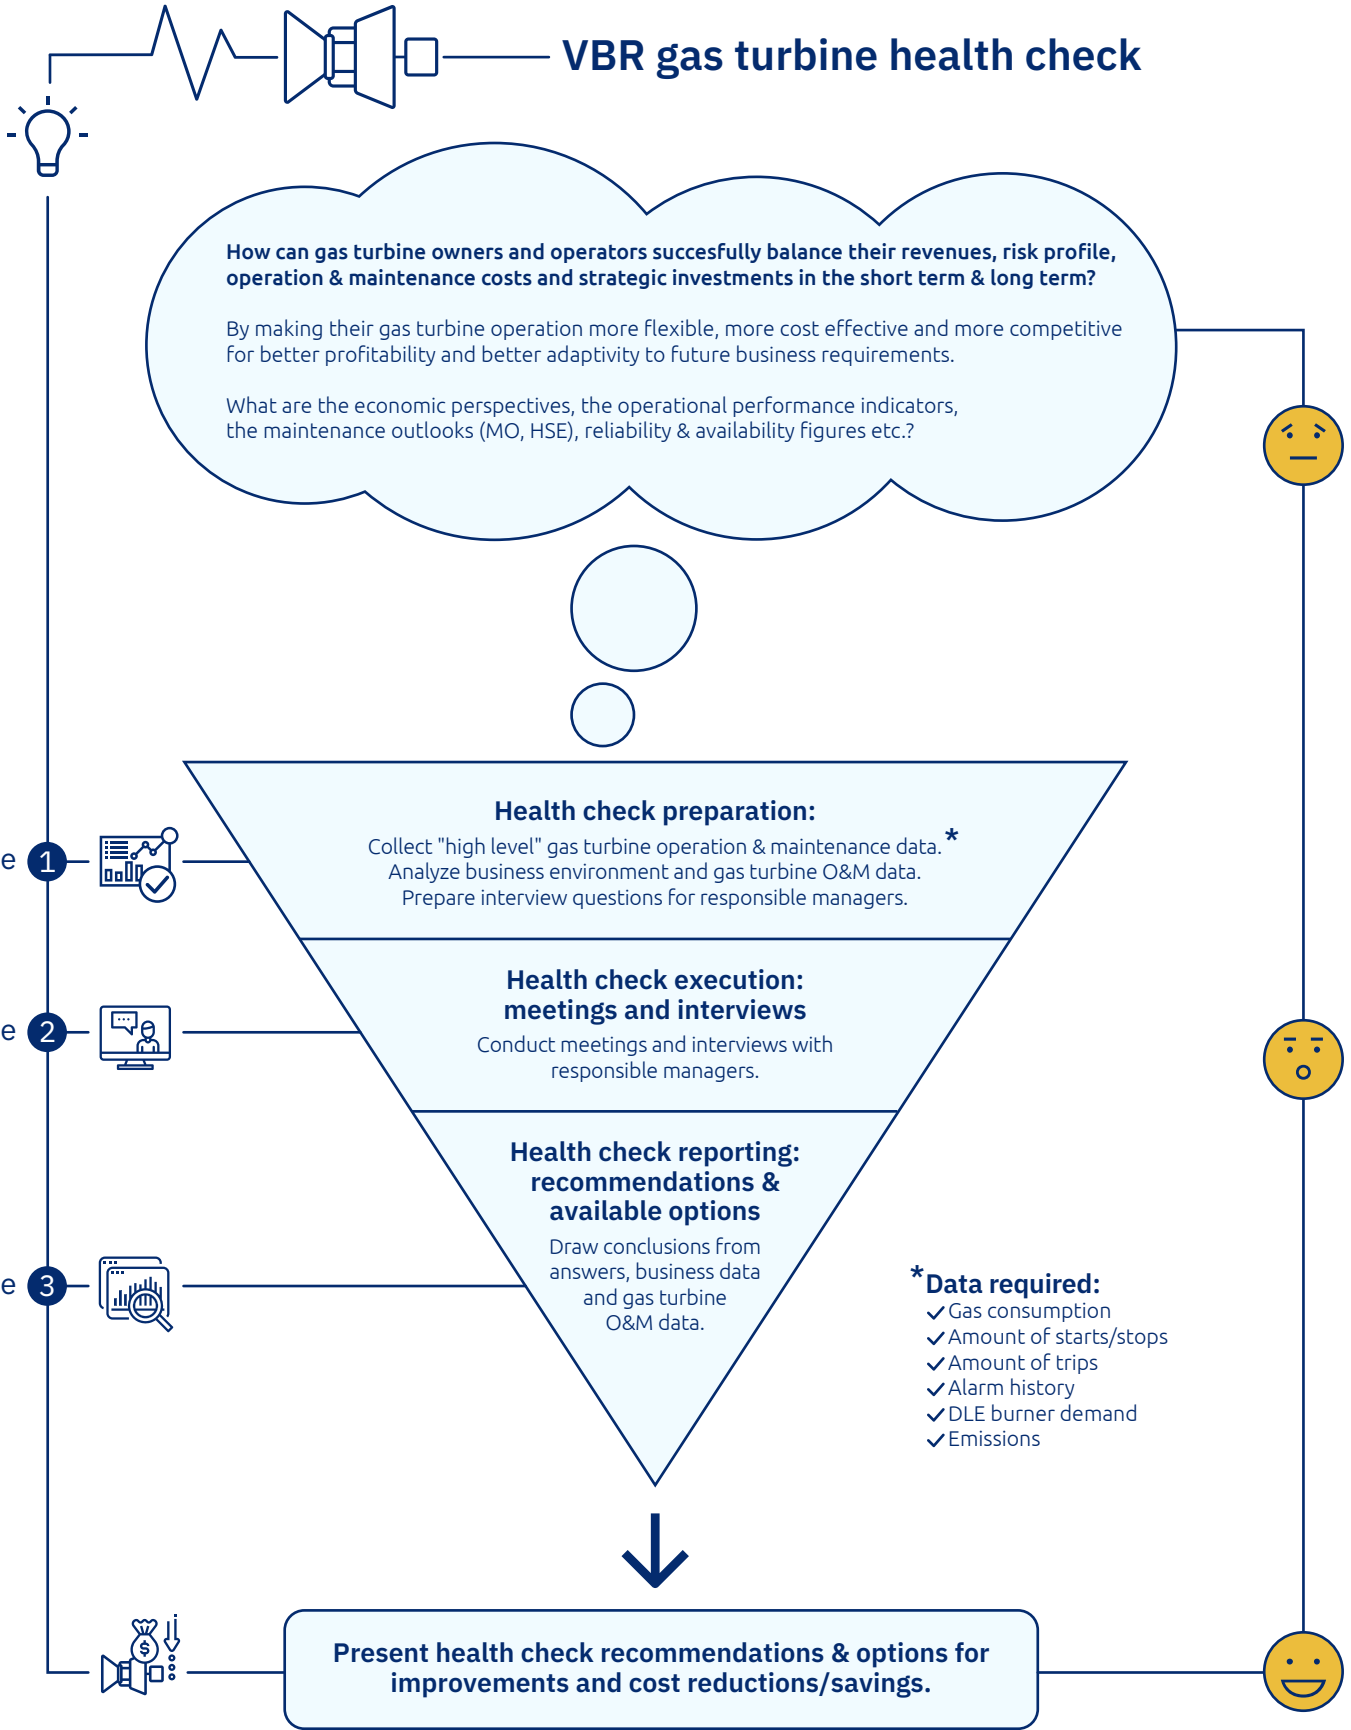 VBR gas turbine health check
How can gas turbine owners and operators succesfully balance their revenues, risk profile,
operation & maintenance costs and strategic investments in the short term & long term?
By making their gas turbine operation more flexible, more cost effective and more competitive
for better profitability and better adaptivity to future business requirements.
What are the economic perspectives, the operational performance indicators,
the maintenance outlooks (MO, HSE), reliability & availability figures etc.?
e 1
Health check preparation:
Collect "high level" gas turbine operation & maintenance data.*
Analyze business environment and gas turbine O&M data.
Prepare interview questions for responsible managers.
e 2
Health check execution:
meetings and interviews
Conduct meetings and interviews with
responsible managers.
e 3
Health check reporting:
recommendations &
available options
Draw conclusions from
answers, business data
and gas turbine
O&M data.
*Data required:
✓ Gas consumption
✓ Amount of starts/stops
✓ Amount of trips
✓ Alarm history
✓ DLE burner demand
✓ Emissions
$
Present health check recommendations & options for
improvements and cost reductions/savings.